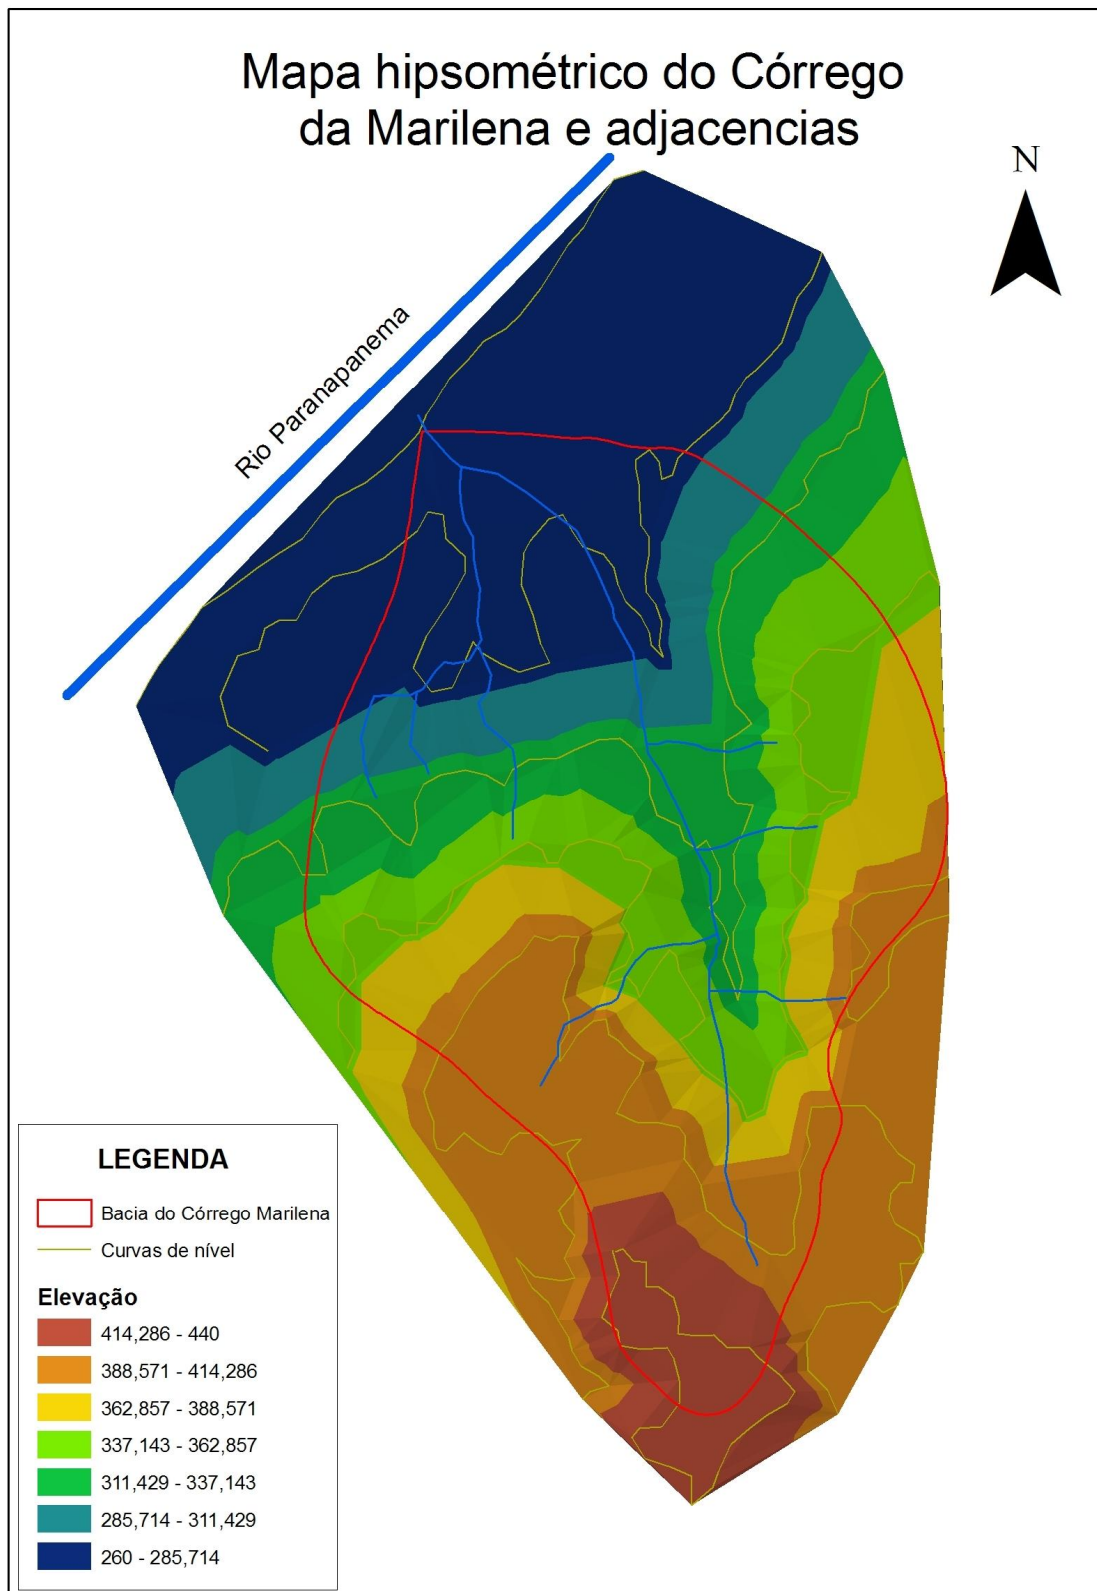 Mapa hipsométrico do Córrego
da Marilena e adjacencias
N
Rio Paranapanema
LEGENDA
Bacia do Córrego Marilena
Curvas de nível
Elevação
414,286 - 440
388,571 - 414,286
362,857 - 388,571
337,143 - 362,857
311,429 - 337,143
285,714 - 311,429
260 - 285,714